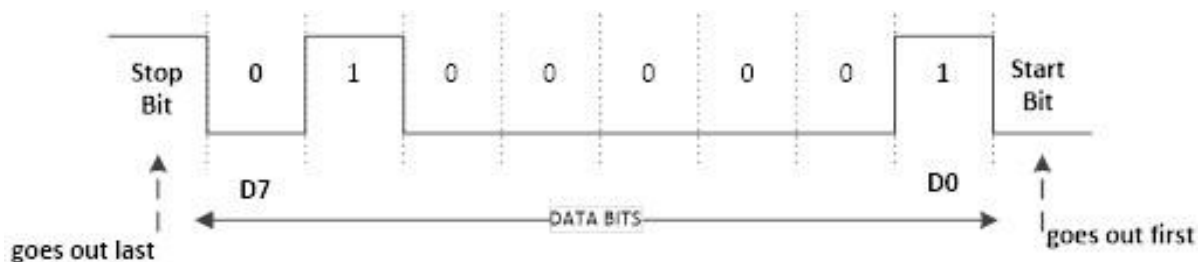 Stop Bit 0 1 0 0 0 0 0 1 Start Bit
D7 D0
DATA BITS
goes out last goes out first